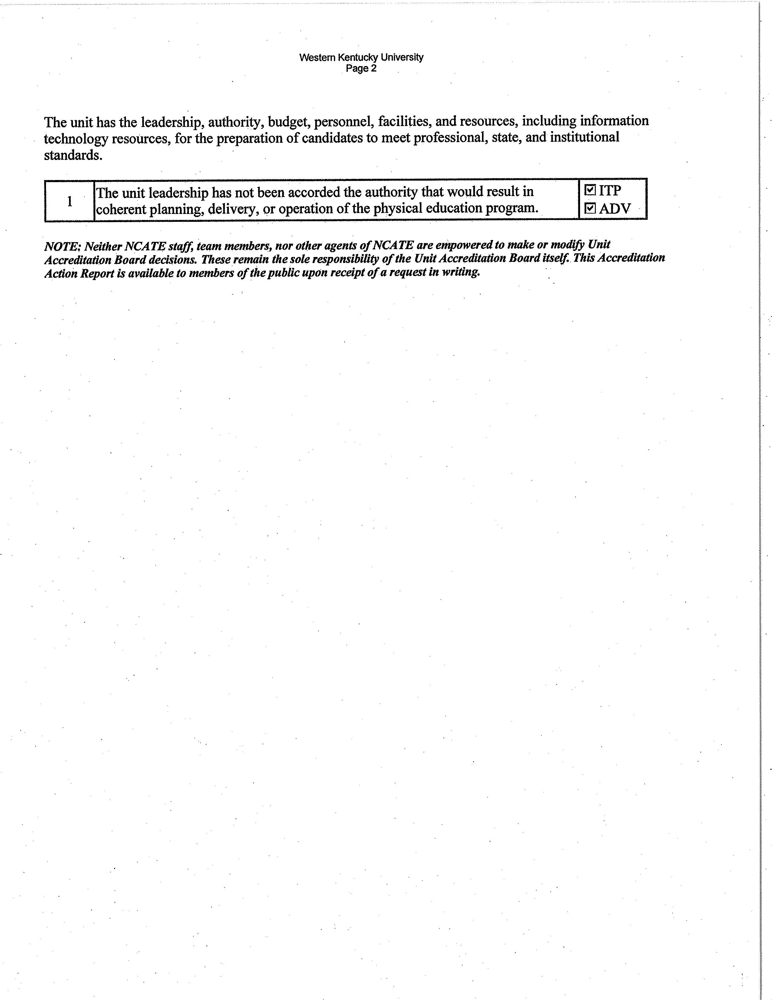 Western Kentucky University
Page 2
The unit has the leadership, authority, budget, personnel, facilities, and resources, including information
technology resources, for the preparation of candidates to meet professional, state, and institutional
standards.
1
The unit leadership has not been accorded the authority that would result in
coherent planning, delivery, or operation of the physical education program.
☑ ITP
☑ ADV
NOTE: Neither NCATE staff, team members, nor other agents of NCATE are empowered to make or modify Unit
Accreditation Board decisions. These remain the sole responsibility of the Unit Accreditation Board itself. This Accreditation
Action Report is available to members of the public upon receipt of a request in writing.